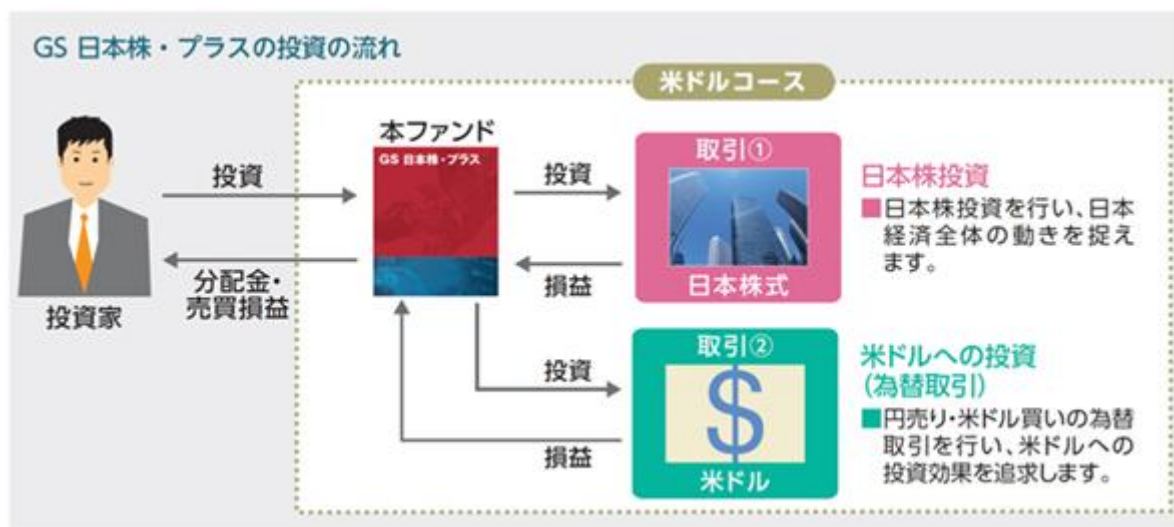 GS 日本株・プラスの投資の流れ
米ドルコース
本ファンド
GS 日本株・プラス
投資
分配金・
売買損益
投資家
投資
損益
取引①
日本株式
日本株投資
■日本株投資を行い、日本
経済全体の動きを捉え
ます。
投資
損益
取引②
$
米ドル
米ドルへの投資
(為替取引)
■円売り・米ドル買いの為替
取引を行い、米ドルへの
投資効果を追求します。